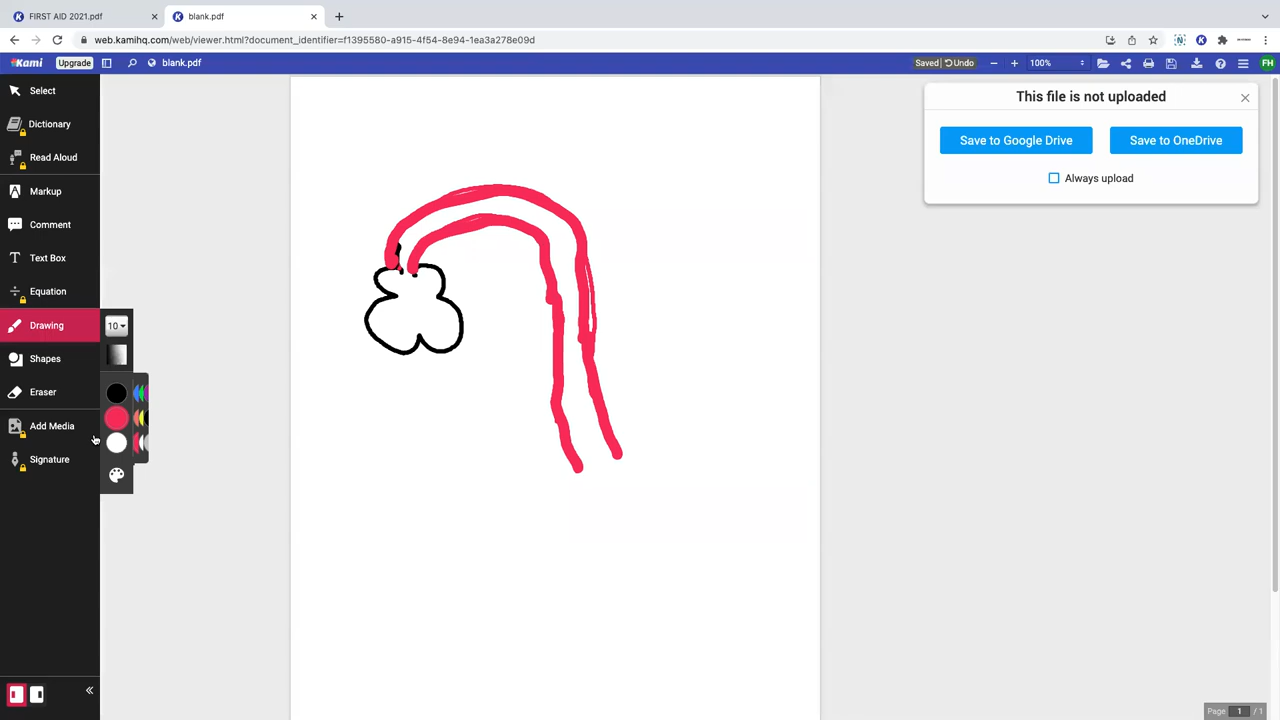 FIRST AID 2021.pdf
blank.pdf
web.kamihq.com/web/viewer.html?document_identifier=f1395580-a915-4f54-8e94-1ea3a278e09d
Kami
Upgrade
blank.pdf
Saved
Undo
100%
FH
Select
Dictionary
Read Aloud
Markup
Comment
Text Box
Equation
Drawing
10
Shapes
Eraser
Add Media
Signature
This file is not uploaded
Save to Google Drive
Save to OneDrive
Always upload
Page 1 / 1